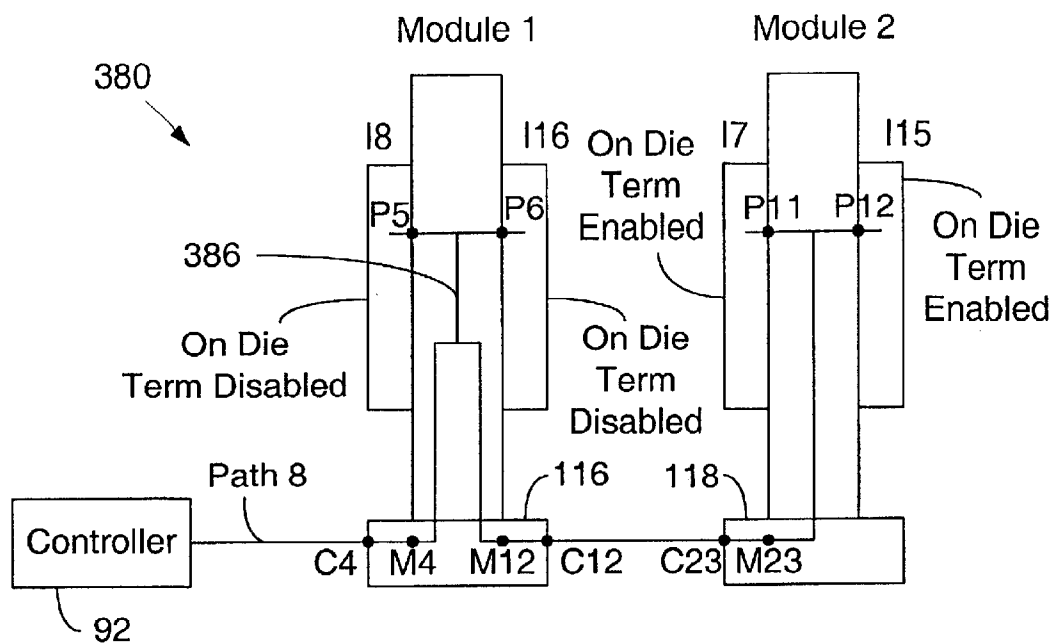 Module 1
Module 2
380
I8
I16
I7
I15
On Die
Term
Enabled
P5
P6
P11
P12
On Die
Term
Enabled
386
On Die
Term Disabled
On Die
Term
Disabled
Path 8
116
118
Controller
C4
M4
M12
C12
C23
M23
92